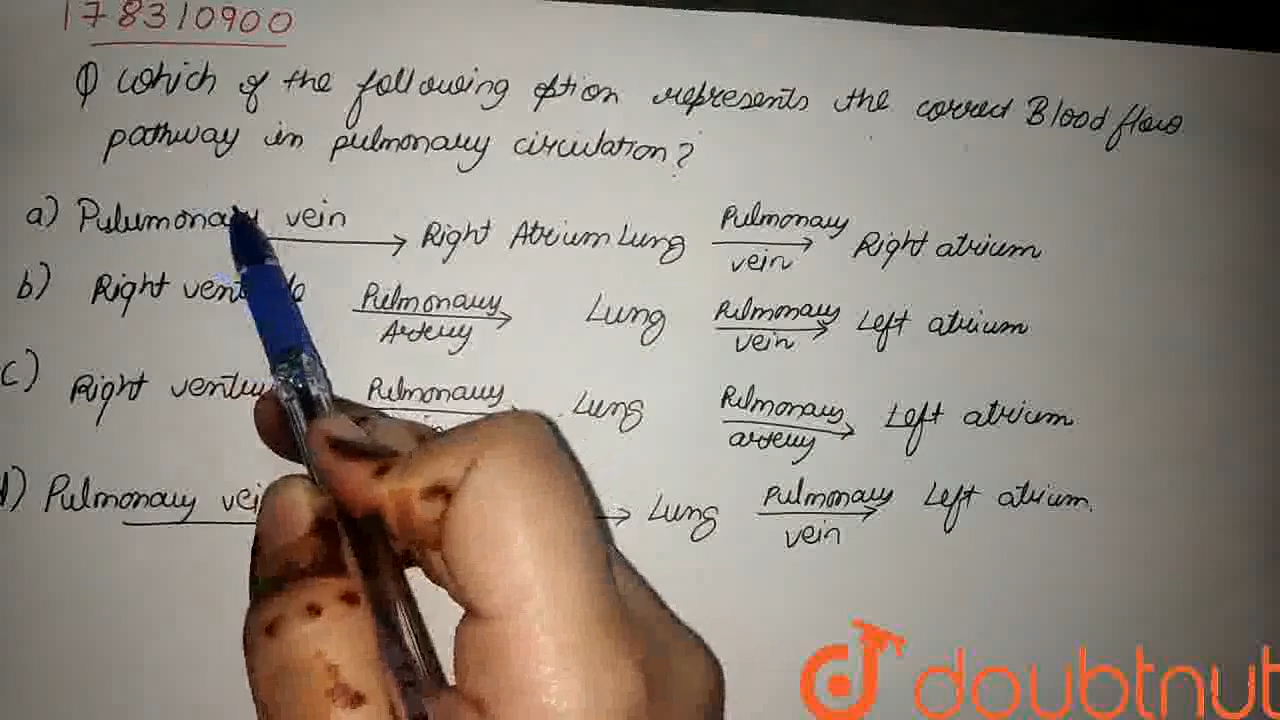 178310900
Q Which of the following option represents the correct Blood flow
pathway in pulmonary circulation?
a) Pulumonary vein → Right Atrium Lung Pulmonary vein → Right atrium
b) Right Pulmonary Artery → Lung Pulmonary vein → Left atrium
c) Right Pulmonary Lung Pulmonary artery → Left atrium
Pulmonary → Lung Pulmonary vein → Left atrium
doubtnut